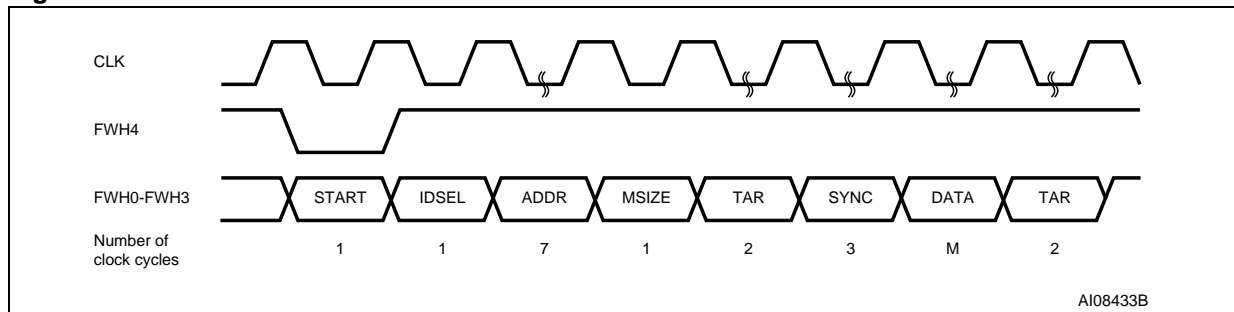 CLK
FWH4
FWH0-FWH3 START IDSEL ADDR MSIZE TAR SYNC DATA TAR
Number of
clock cycles 1 1 7 1 2 3 M 2
AI08433B